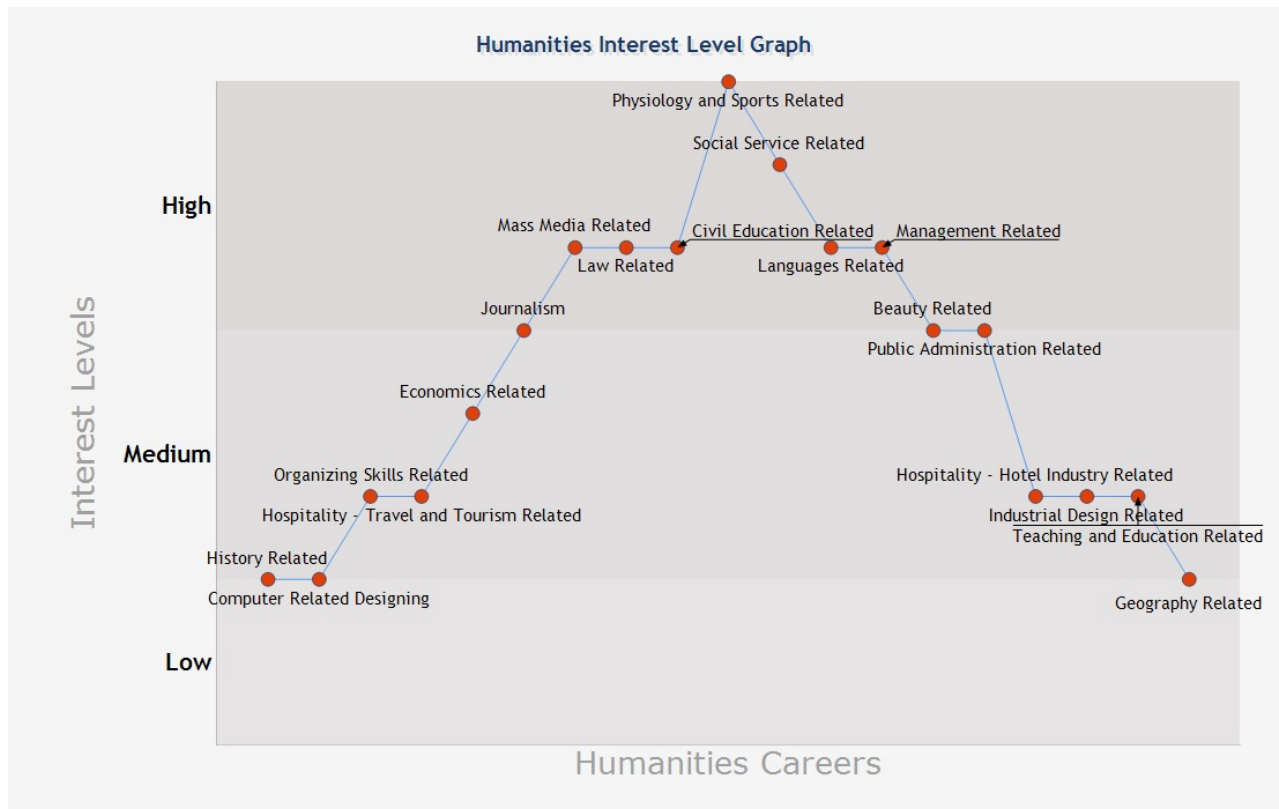 Humanities Interest Level Graph
Physiology and Sports Related
Social Service Related
High
Mass Media Related
Civil Education Related
Management Related
Law Related
Languages Related
Journalism
Beauty Related
Public Administration Related
Interest Levels
Economics Related
Medium
Organizing Skills Related
Hospitality - Hotel Industry Related
Hospitality - Travel and Tourism Related
Industrial Design Related
Teaching and Education Related
History Related
Computer Related Designing
Geography Related
Low
Humanities Careers